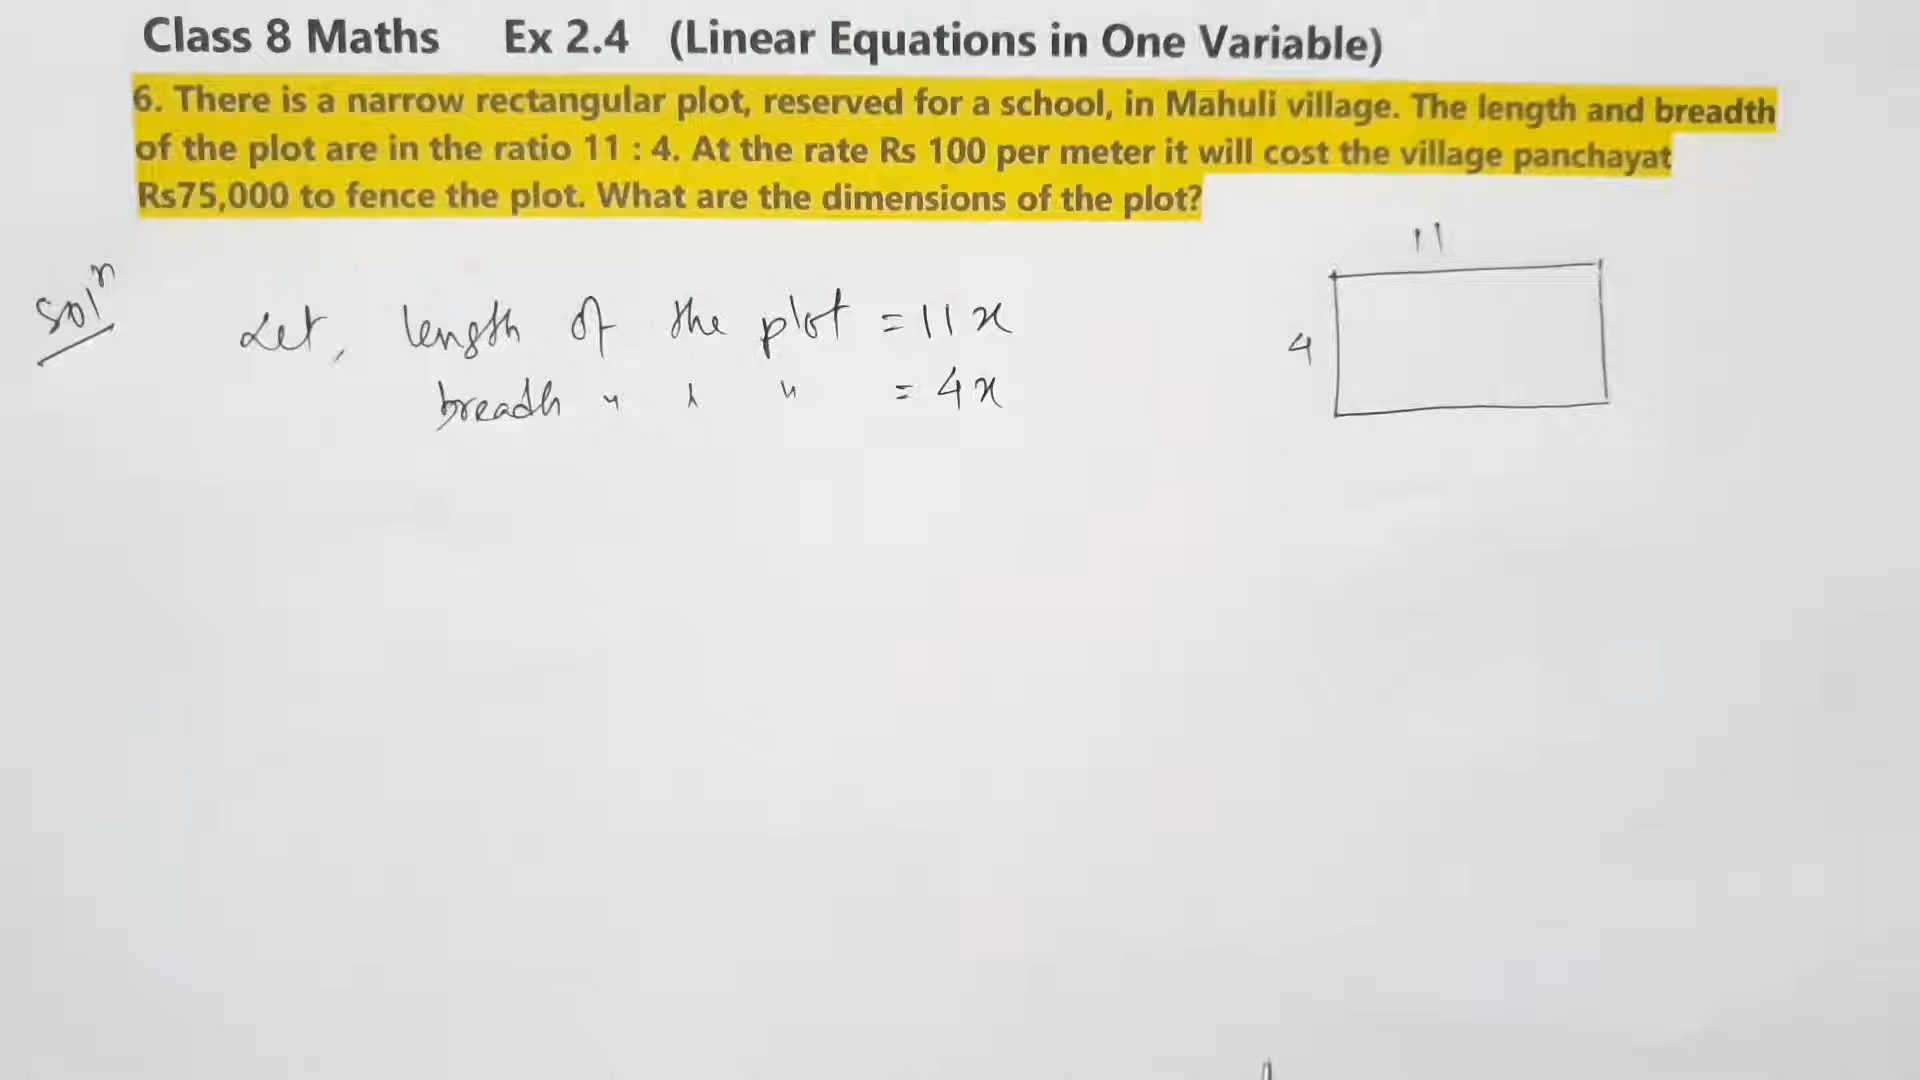 Class 8 Maths Ex 2.4 (Linear Equations in One Variable)
6. There is a narrow rectangular plot, reserved for a school, in Mahuli village. The length and breadth
of the plot are in the ratio 11 : 4. At the rate Rs 100 per meter it will cost the village panchayat
Rs75,000 to fence the plot. What are the dimensions of the plot?
11
Solⁿ
Let, length of the plot = 11x
4
breadth " " " = 4x